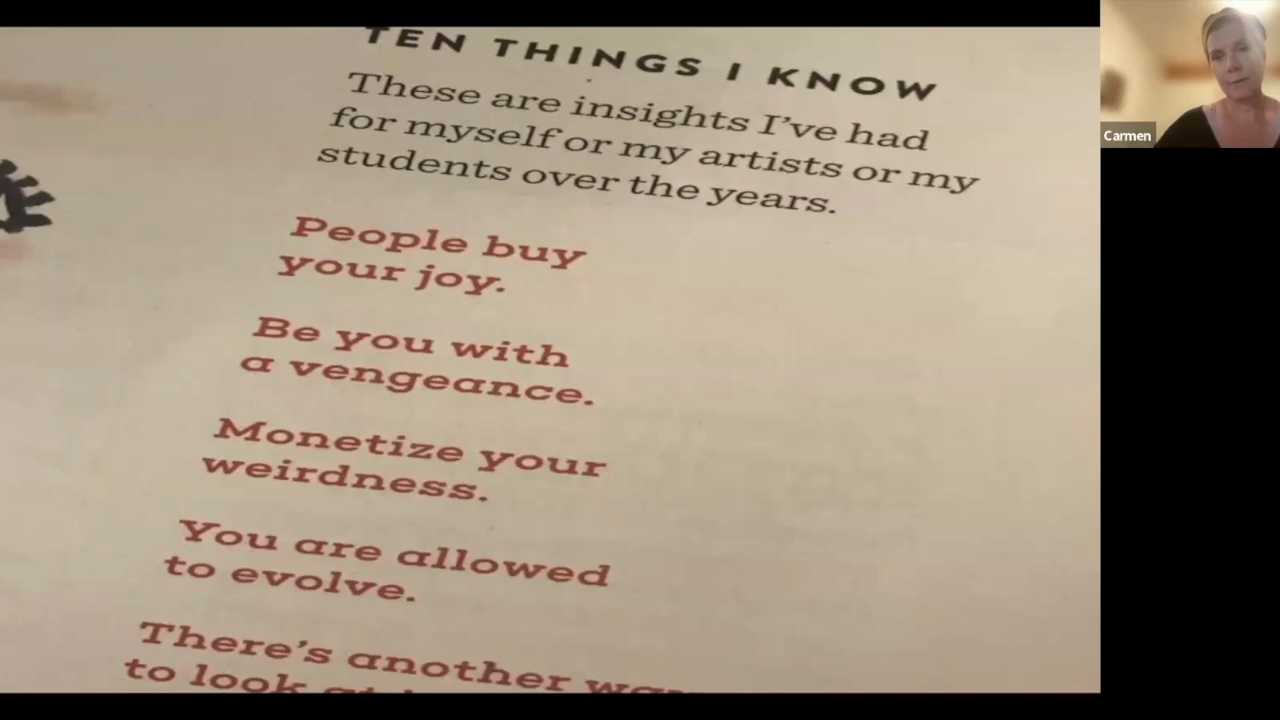 TEN THINGS I KNOW
These are insights I've had
for myself or my artists or my
students over the years.
People buy
your joy.
Be you with
a vengeance.
Monetize your
weirdness.
You are allowed
to evolve.
There's another
to look
Carmen